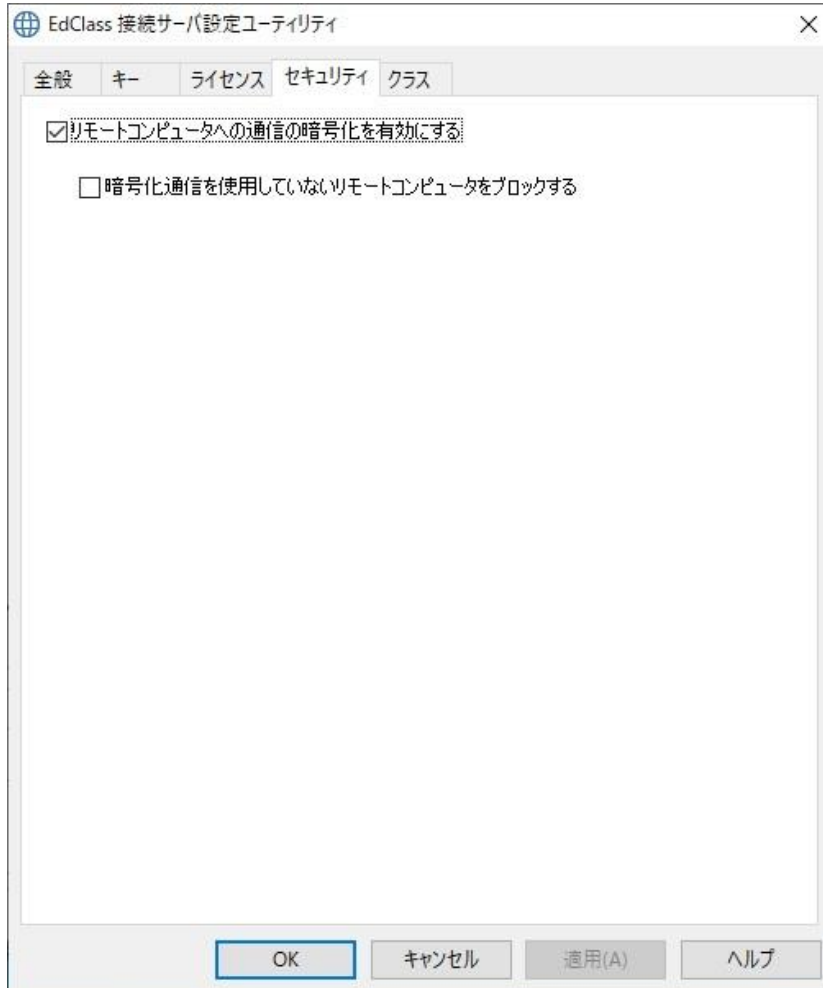 EdClass 接続サーバ設定ユーティリティ
全般 キー ライセンス セキュリティ クラス
リモートコンピュータへの通信の暗号化を有効にする
暗号化通信を使用していないリモートコンピュータをブロックする
OK キャンセル 適用(A) ヘルプ